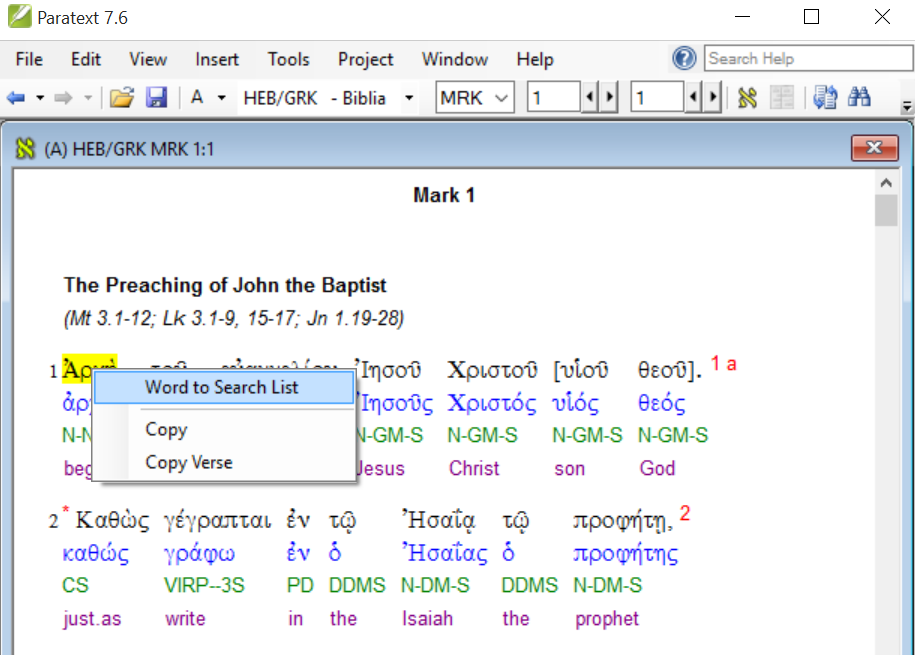 Paratext 7.6
File Edit View Insert Tools Project Window Help Search Help
A HEB/GRK - Biblia MRK 1 1
(A) HEB/GRK MRK 1:1
Mark 1
The Preaching of John the Baptist
(Mt 3.1-12; Lk 3.1-9, 15-17; Jn 1.19-28)
1 Ἰησοῦ Χριστοῦ [υἱοῦ θεοῦ]. 1 a
Word to Search List
Ἰησοῦς Χριστός υἱός θεός
Copy
N-GM-S N-GM-S N-GM-S N-GM-S
Copy Verse
Jesus Christ son God
2 * Καθὼς γέγραπται ἐν τῷ Ἠσαΐᾳ τῷ προφήτῃ, 2
καθώς γράφω ἐν ὁ Ἠσαΐας ὁ προφήτης
CS VIRP--3S PD DDMS N-DM-S DDMS N-DM-S
just.as write in the Isaiah the prophet